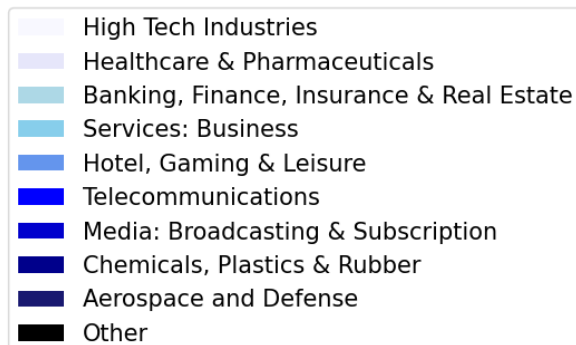 High Tech Industries
Healthcare & Pharmaceuticals
Banking, Finance, Insurance & Real Estate
Services: Business
Hotel, Gaming & Leisure
Telecommunications
Media: Broadcasting & Subscription
Chemicals, Plastics & Rubber
Aerospace and Defense
Other